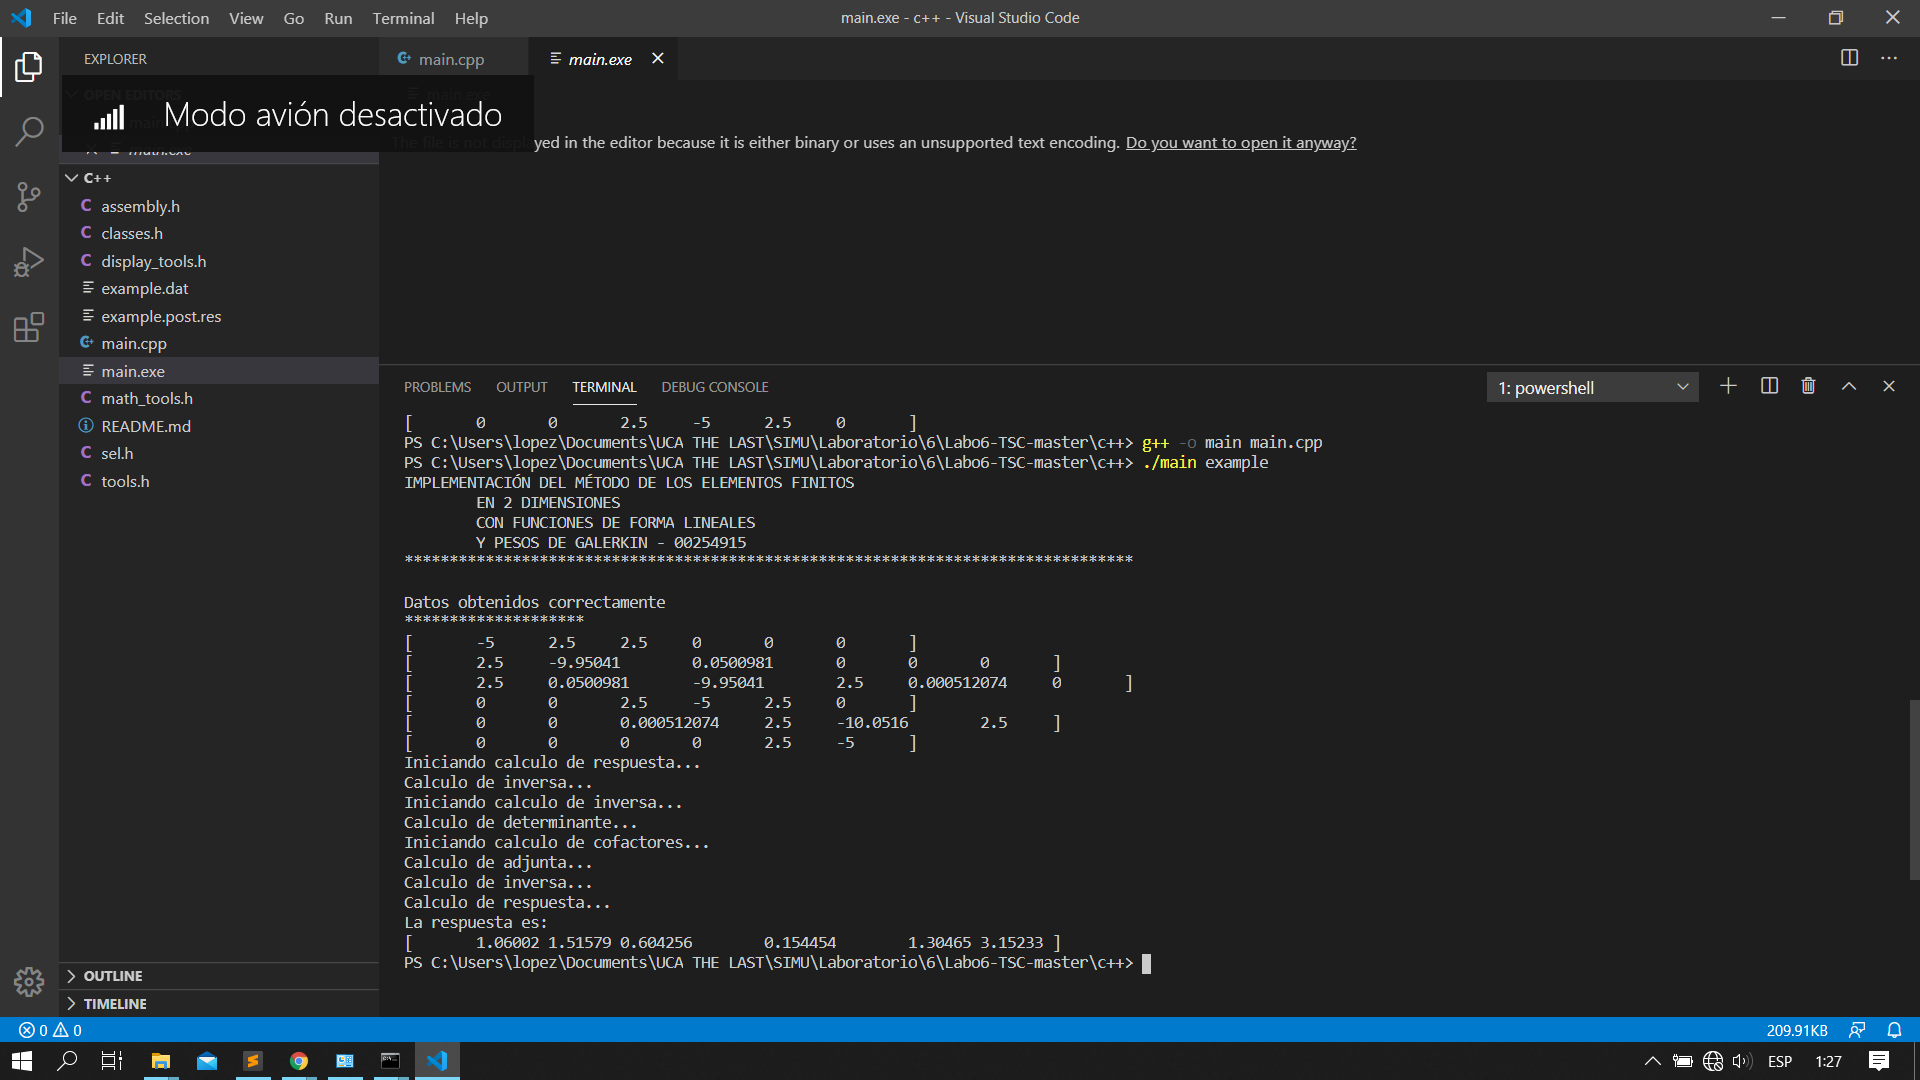 File Edit Selection View Go Run Terminal Help
main.exe - c++ - Visual Studio Code
EXPLORER
main.cpp
main.exe
Modo avión desactivado
main.exe
yed in the editor because it is either binary or uses an unsupported text encoding. Do you want to open it anyway?
C++
assembly.h
classes.h
display_tools.h
example.dat
example.post.res
main.cpp
main.exe
math_tools.h
README.md
sel.h
tools.h
OUTLINE
TIMELINE
PROBLEMS OUTPUT TERMINAL DEBUG CONSOLE
1: powershell
[ 0 0 2.5 -5 2.5 0 ]
PS C:\Users\lopez\Documents\UCA THE LAST\SIMU\Laboratorio\6\Labo6-TSC-master\c++> g++ -o main main.cpp
PS C:\Users\lopez\Documents\UCA THE LAST\SIMU\Laboratorio\6\Labo6-TSC-master\c++> ./main example
IMPLEMENTACIÓN DEL MÉTODO DE LOS ELEMENTOS FINITOS
EN 2 DIMENSIONES
CON FUNCIONES DE FORMA LINEALES
Y PESOS DE GALERKIN - 00254915
*********************************************************************************
Datos obtenidos correctamente
********************
[ -5 2.5 2.5 0 0 0 ]
[ 2.5 -9.95041 0.0500981 0 0 0 ]
[ 2.5 0.0500981 -9.95041 2.5 0.000512074 0 ]
[ 0 0 2.5 -5 2.5 0 ]
[ 0 0 0.000512074 2.5 -10.0516 2.5 ]
[ 0 0 0 0 2.5 -5 ]
Iniciando calculo de respuesta...
Calculo de inversa...
Iniciando calculo de inversa...
Calculo de determinante...
Iniciando calculo de cofactores...
Calculo de adjunta...
Calculo de inversa...
Calculo de respuesta...
La respuesta es:
[ 1.06002 1.51579 0.604256 0.154454 1.30465 3.15233 ]
PS C:\Users\lopez\Documents\UCA THE LAST\SIMU\Laboratorio\6\Labo6-TSC-master\c++>
0 0
209.91KB
ESP
1:27